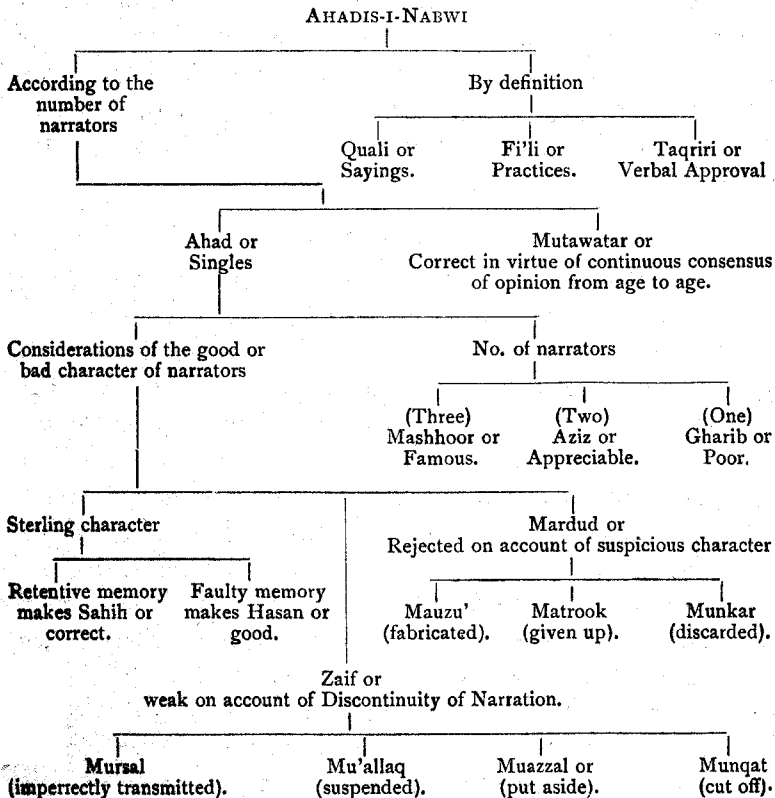 AHADIS-I-NABWI
According to the
number of
narrators
By definition
Quali or
Sayings.
Fi'li or
Practices.
Taqriri or
Verbal Approval
Ahad or
Singles
Mutawatar or
Correct in virtue of continuous consensus
of opinion from age to age.
Considerations of the good or
bad character of narrators
No. of narrators
(Three)
Mashhoor or
Famous.
(Two)
Aziz or
Appreciable.
(One)
Gharib or
Poor.
Sterling character
Mardud or
Rejected on account of suspicious character
Retentive memory
makes Sahih or
correct.
Faulty memory
makes Hasan or
good.
Mauzu'
(fabricated).
Matrook
(given up).
Munkar
(discarded).
Zaif or
weak on account of Discontinuity of Narration.
Mursal
(imperrectly transmitted).
Mu'allaq
(suspended).
Muazzal or
(put aside).
Munqat
(cut off).